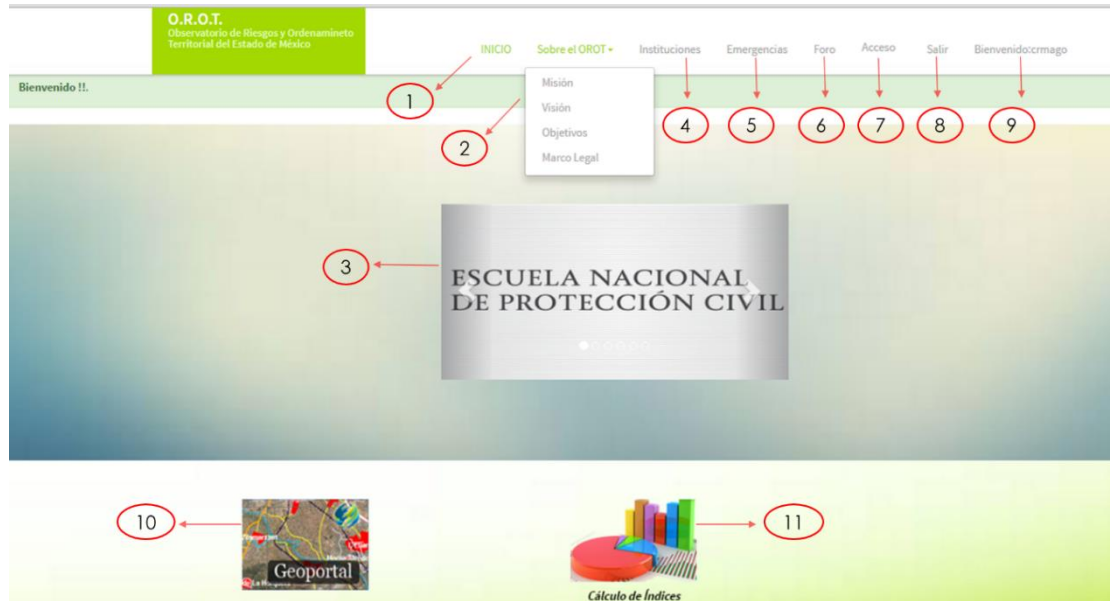 O.R.O.T.
Observatorio de Riesgos y Ordenamineto
Territorial del Estado de México
INICIO
Sobre el OROT
Instituciones
Emergencias
Foro
Acceso
Salir
Bienvenido:crmago
Bienvenido !!.
Misión
Visión
Objetivos
Marco Legal
1
2
4
5
6
7
8
9
3
ESCUELA NACIONAL
DE PROTECCIÓN CIVIL
10
Geoportal
11
Cálculo de Índices